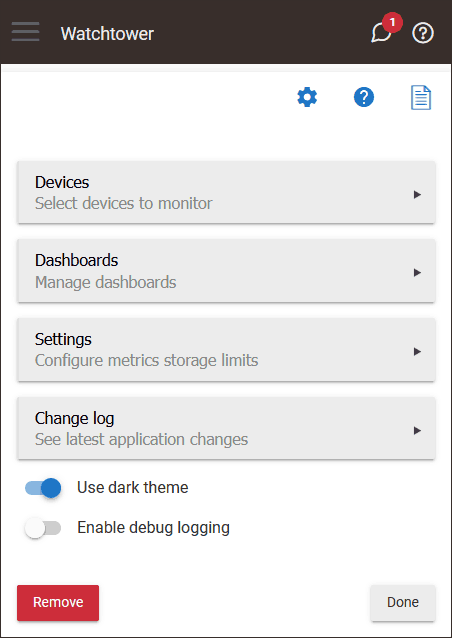 Watchtower
1
Devices
Select devices to monitor
Dashboards
Manage dashboards
Settings
Configure metrics storage limits
Change log
See latest application changes
Use dark theme
Enable debug logging
Remove
Done